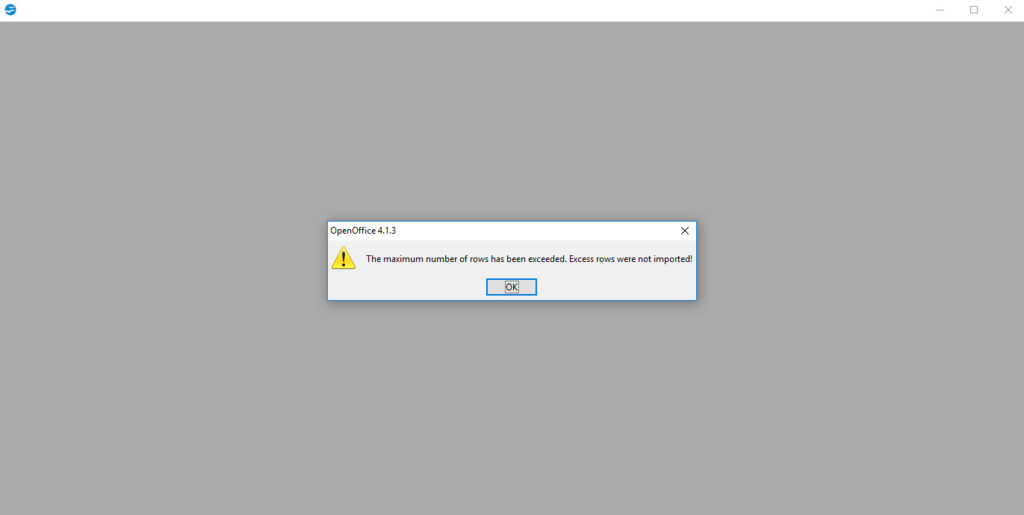 OpenOffice 4.1.3
The maximum number of rows has been exceeded. Excess rows were not imported!
OK